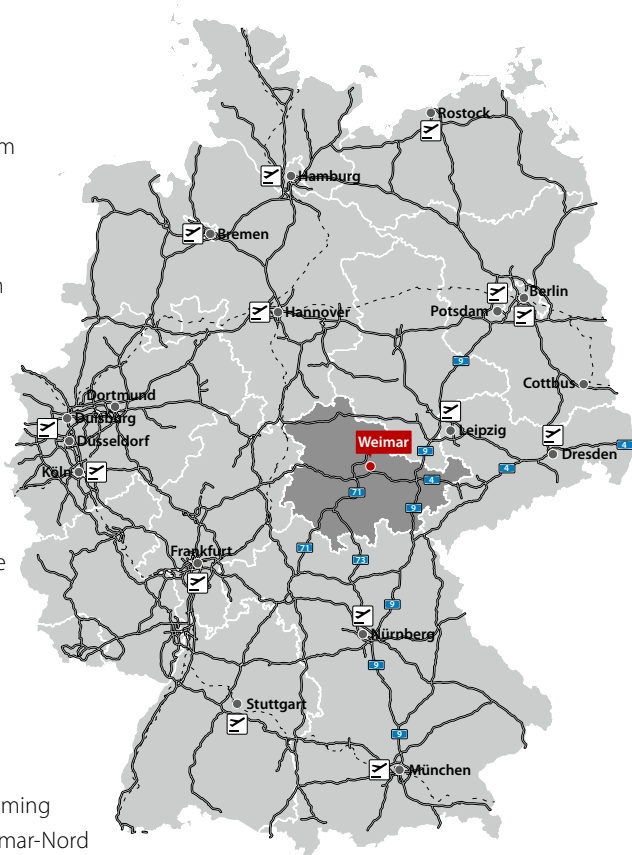 Rostock
m
Hamburg
Bremen
n
Berlin
Hannover
Potsdam
9
Cottbus
Dortmund
Duisburg
Leipzig
Düsseldorf
Weimar
4
9
Dresden
Köln
4
4
71
9
71
Frankfurt
73
e
9
Nürnberg
9
Stuttgart
9
München
ming
mar-Nord